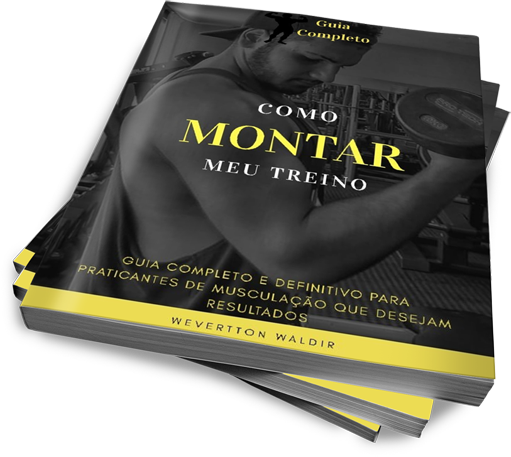 Guia
Completo
COMO
MONTAR
MEU TREINO
GUIA COMPLETO E DEFINITIVO PARA
PRATICANTES DE MUSCULAÇÃO QUE DESEJAM
RESULTADOS
WEVERTTON WALDIR